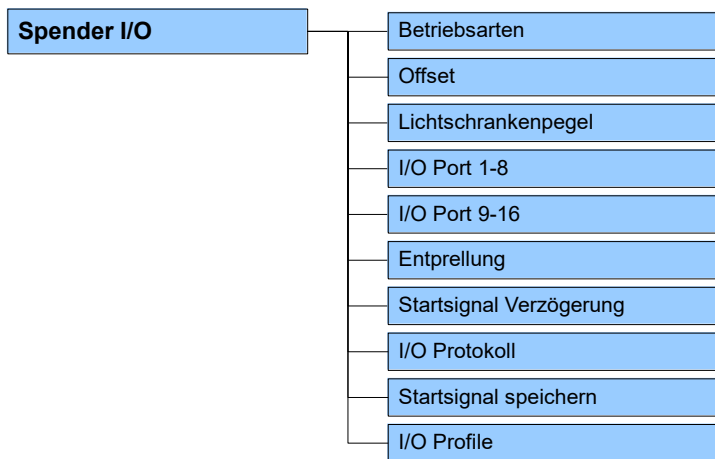 Spender I/O
Betriebsarten
Offset
Lichtschrankenpegel
I/O Port 1-8
I/O Port 9-16
Entprellung
Startsignal Verzögerung
I/O Protokoll
Startsignal speichern
I/O Profile